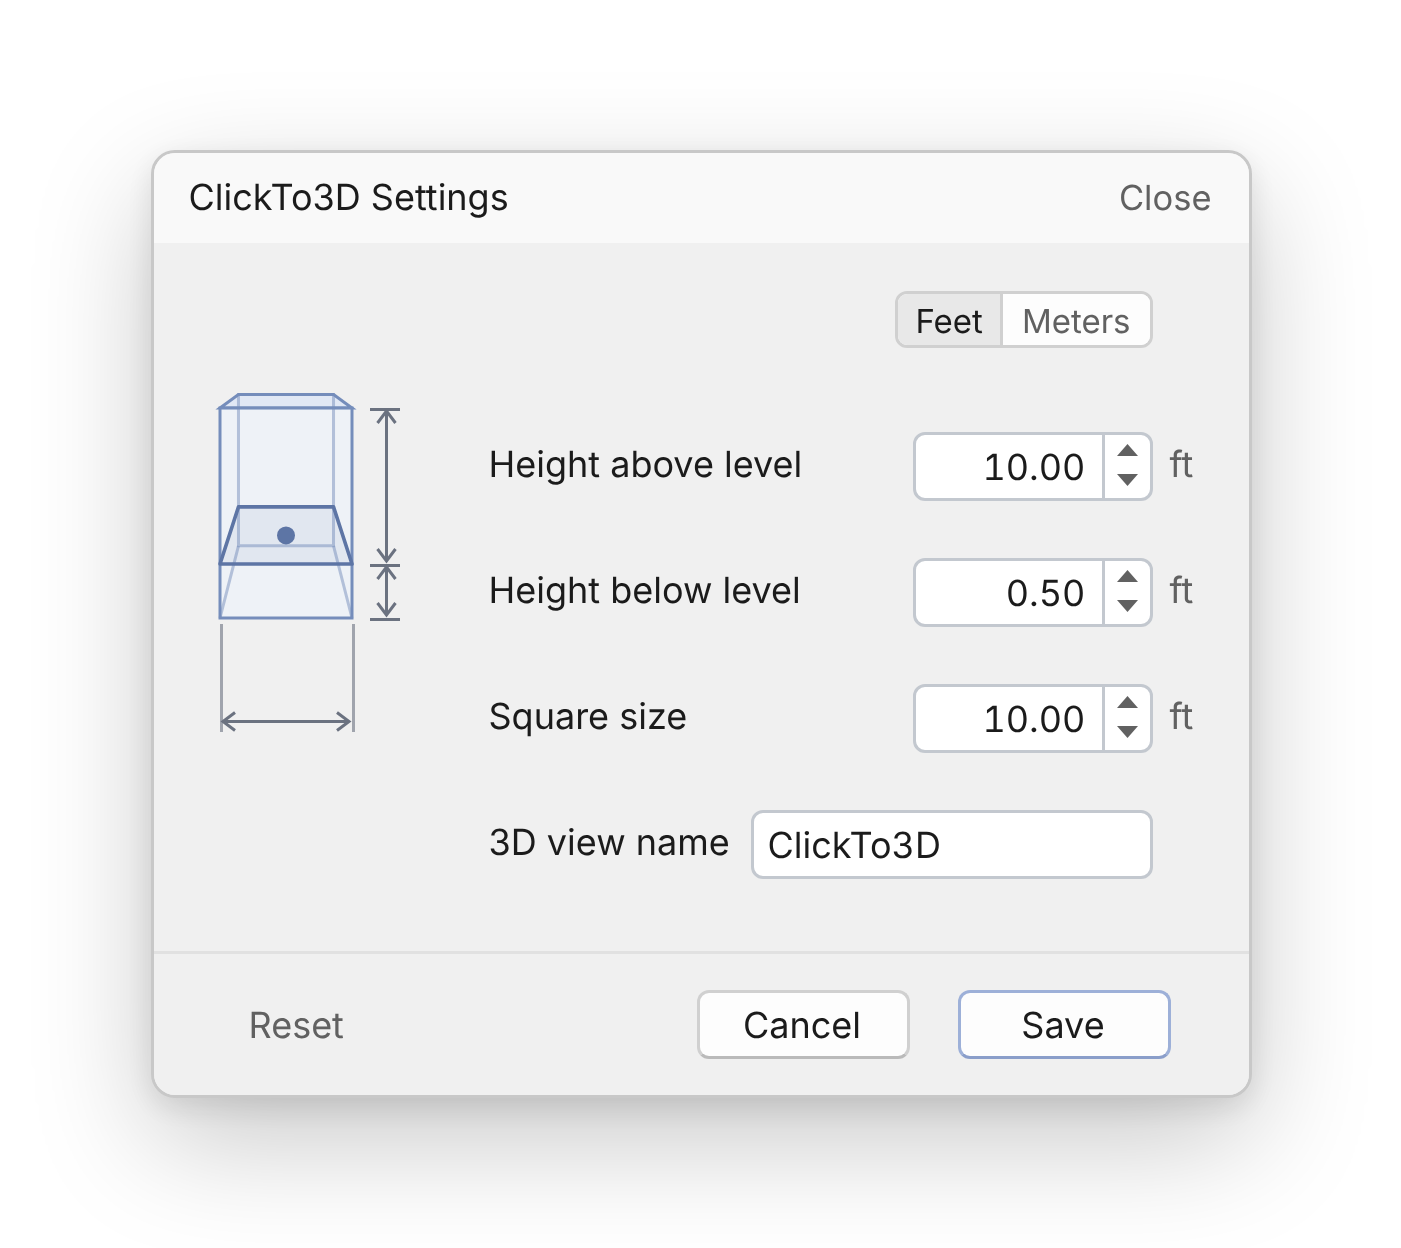 ClickTo3D Settings Close
Feet Meters
Height above level 10.00 ft
Height below level 0.50 ft
Square size 10.00 ft
3D view name ClickTo3D
Reset Cancel Save